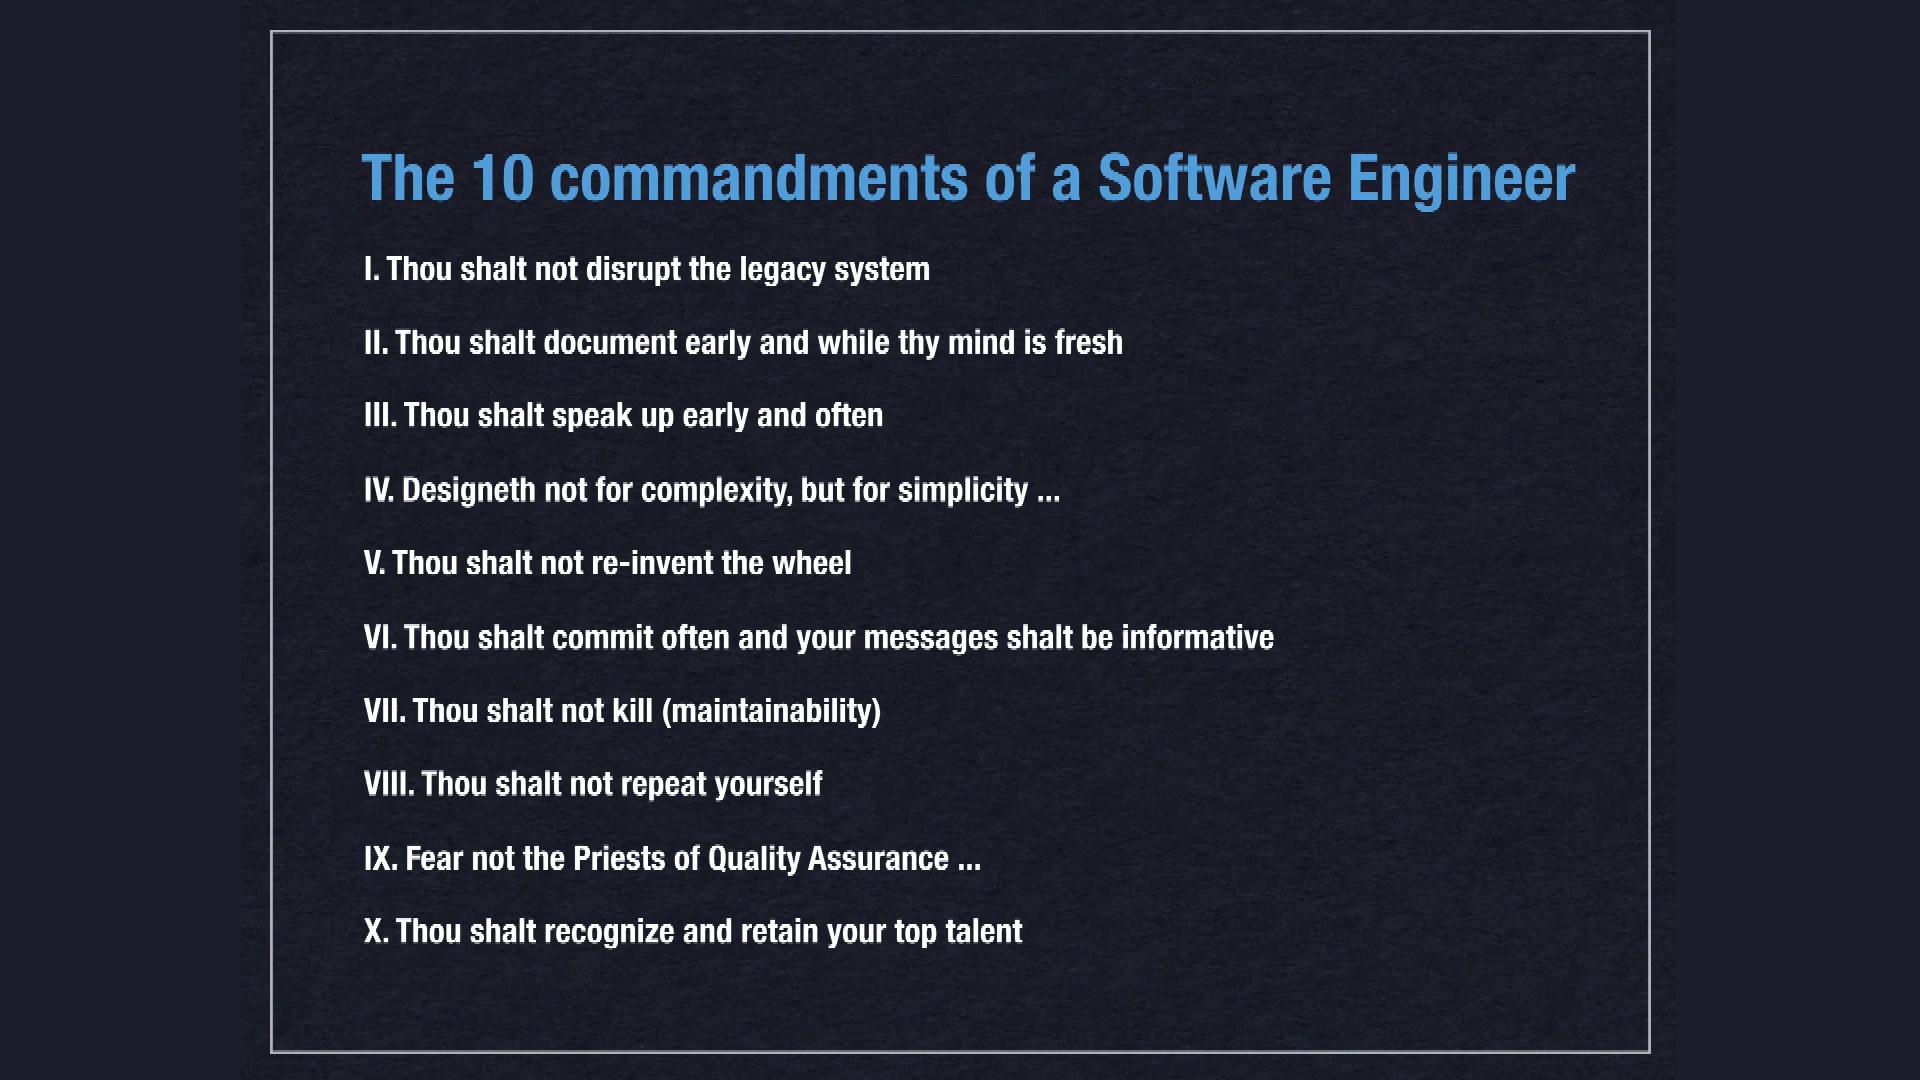 The 10 commandments of a Software Engineer
I. Thou shalt not disrupt the legacy system
II. Thou shalt document early and while thy mind is fresh
III. Thou shalt speak up early and often
IV. Designeth not for complexity, but for simplicity ...
V. Thou shalt not re-invent the wheel
VI. Thou shalt commit often and your messages shalt be informative
VII. Thou shalt not kill (maintainability)
VIII. Thou shalt not repeat yourself
IX. Fear not the Priests of Quality Assurance ...
X. Thou shalt recognize and retain your top talent